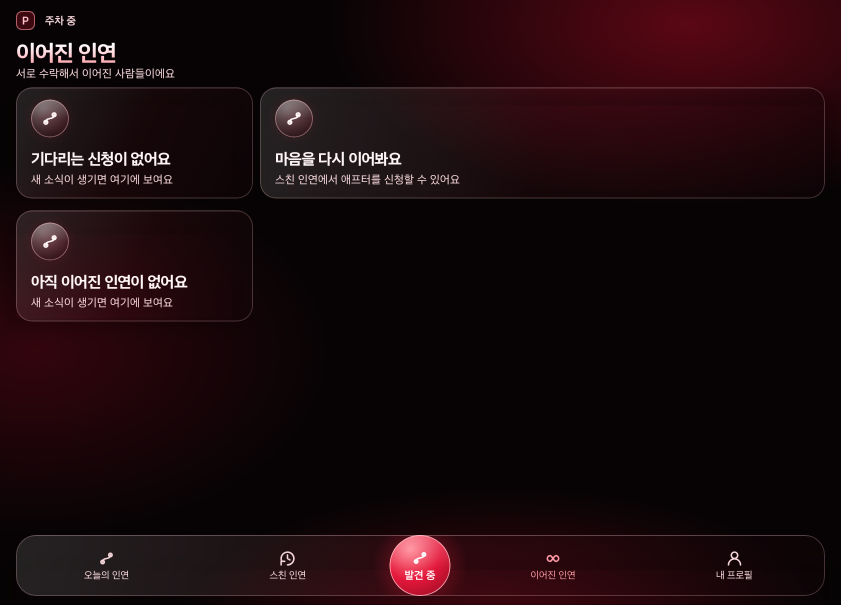 P 주차 중
이어진 인연
서로 수락해서 이어진 사람들이에요
기다리는 신청이 없어요
새 소식이 생기면 여기에 보여요
마음을 다시 이어봐요
스친 인연에서 애프터를 신청할 수 있어요
아직 이어진 인연이 없어요
새 소식이 생기면 여기에 보여요
오늘의 인연
스친 인연
발견 중
이어진 인연
내 프로필